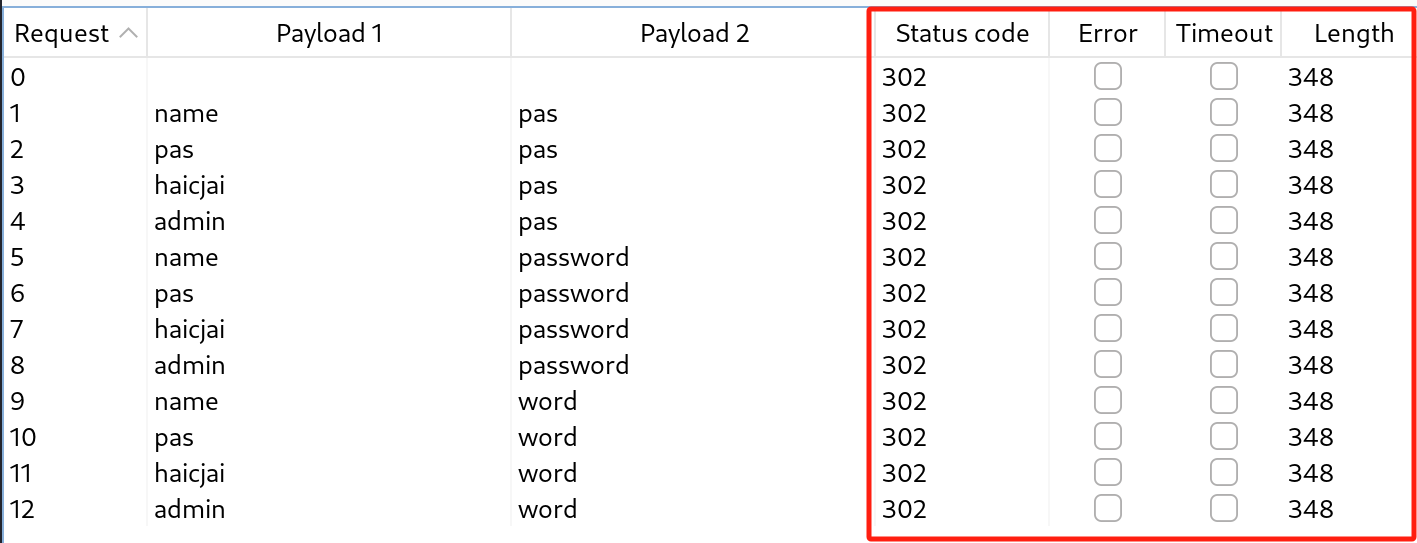 Request Payload 1 Payload 2 Status code Error Timeout Length
0 302 348
1 name pas 302 348
2 pas pas 302 348
3 haicjai pas 302 348
4 admin pas 302 348
5 name password 302 348
6 pas password 302 348
7 haicjai password 302 348
8 admin password 302 348
9 name word 302 348
10 pas word 302 348
11 haicjai word 302 348
12 admin word 302 348